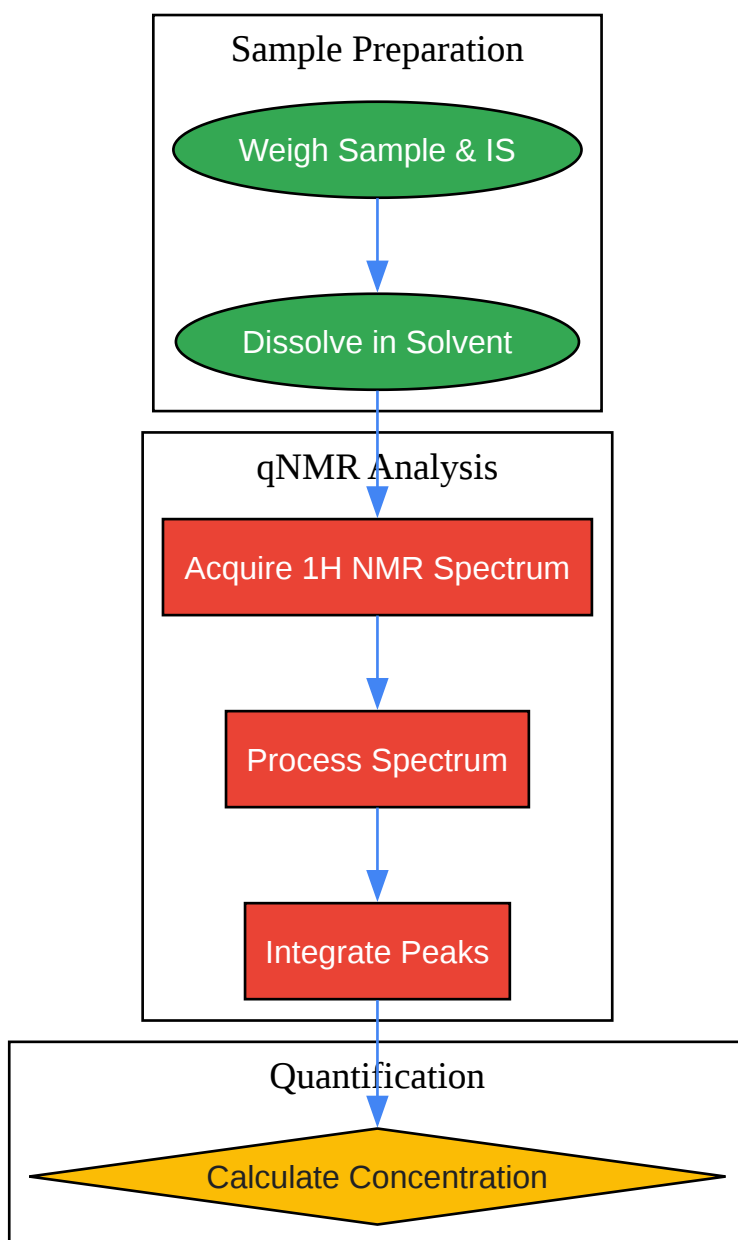 Sample Preparation
Weigh Sample & IS
Dissolve in Solvent
qNMR Analysis
Acquire 1H NMR Spectrum
Process Spectrum
Integrate Peaks
Quantification
Calculate Concentration